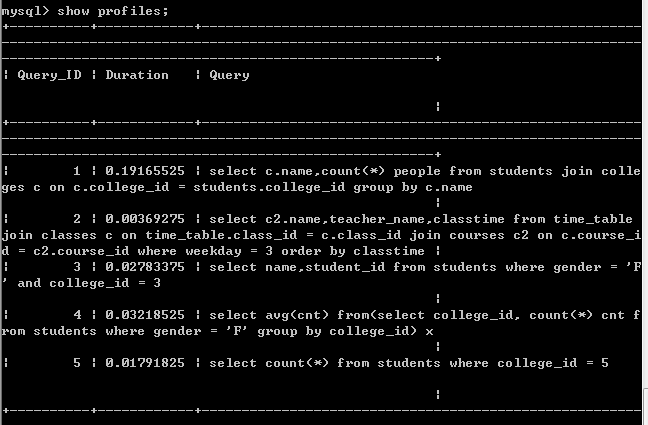 mysql> show profiles;
+----------+------------+---------------------------------------------------------
--------------------------------------------------------------------------------
------------------------------------------------------+
| Query_ID | Duration   | Query
|
+----------+------------+---------------------------------------------------------
--------------------------------------------------------------------------------
------------------------------------------------------+
|        1 | 0.19165525 | select c.name,count(*) people from students join colle
ges c on c.college_id = students.college_id group by c.name
|
|        2 | 0.00369275 | select c2.name,teacher_name,classtime from time_table
join classes c on time_table.class_id = c.class_id join courses c2 on c.course_i
d = c2.course_id where weekday = 3 order by classtime |
|        3 | 0.02783375 | select name,student_id from students where gender = 'F
' and college_id = 3
|
|        4 | 0.03218525 | select avg(cnt) from(select college_id, count(*) cnt f
rom students where gender = 'F' group by college_id) x
|
|        5 | 0.01791825 | select count(*) from students where college_id = 5
|
+----------+------------+---------------------------------------------------------